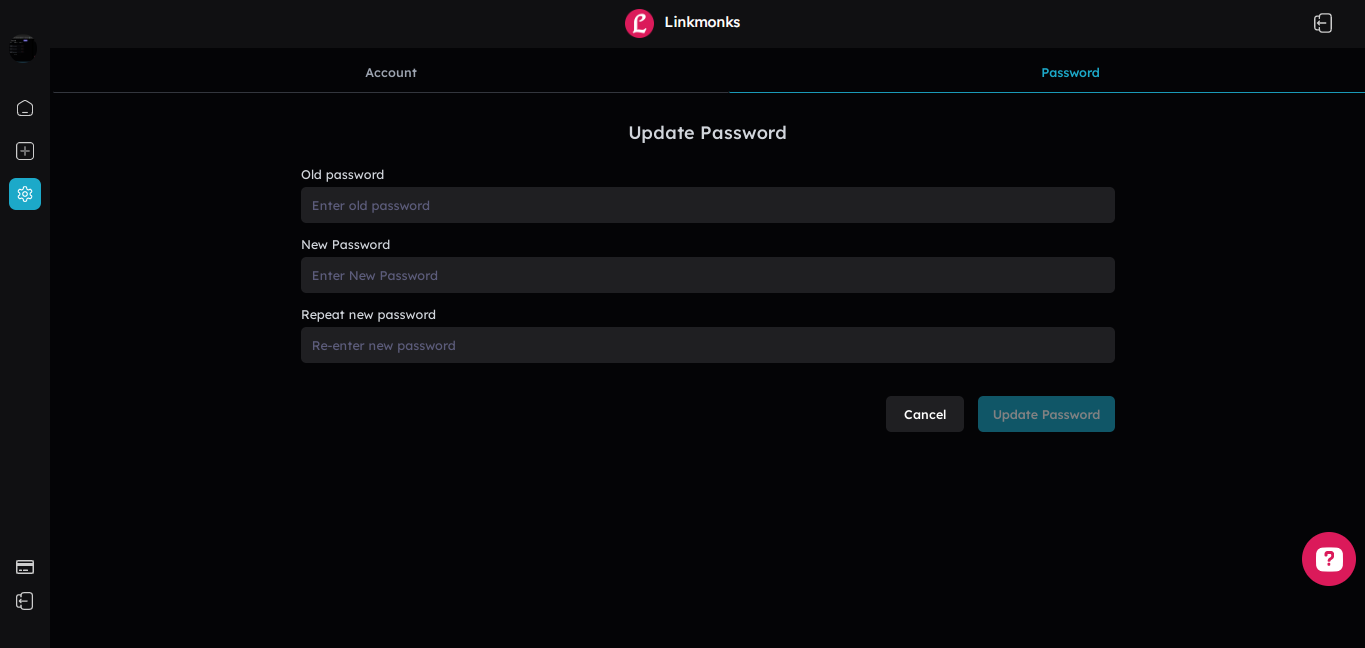 Linkmonks
Account
Password
Update Password
Old password
Enter old password
New Password
Enter New Password
Repeat new password
Re-enter new password
Cancel
Update Password
?